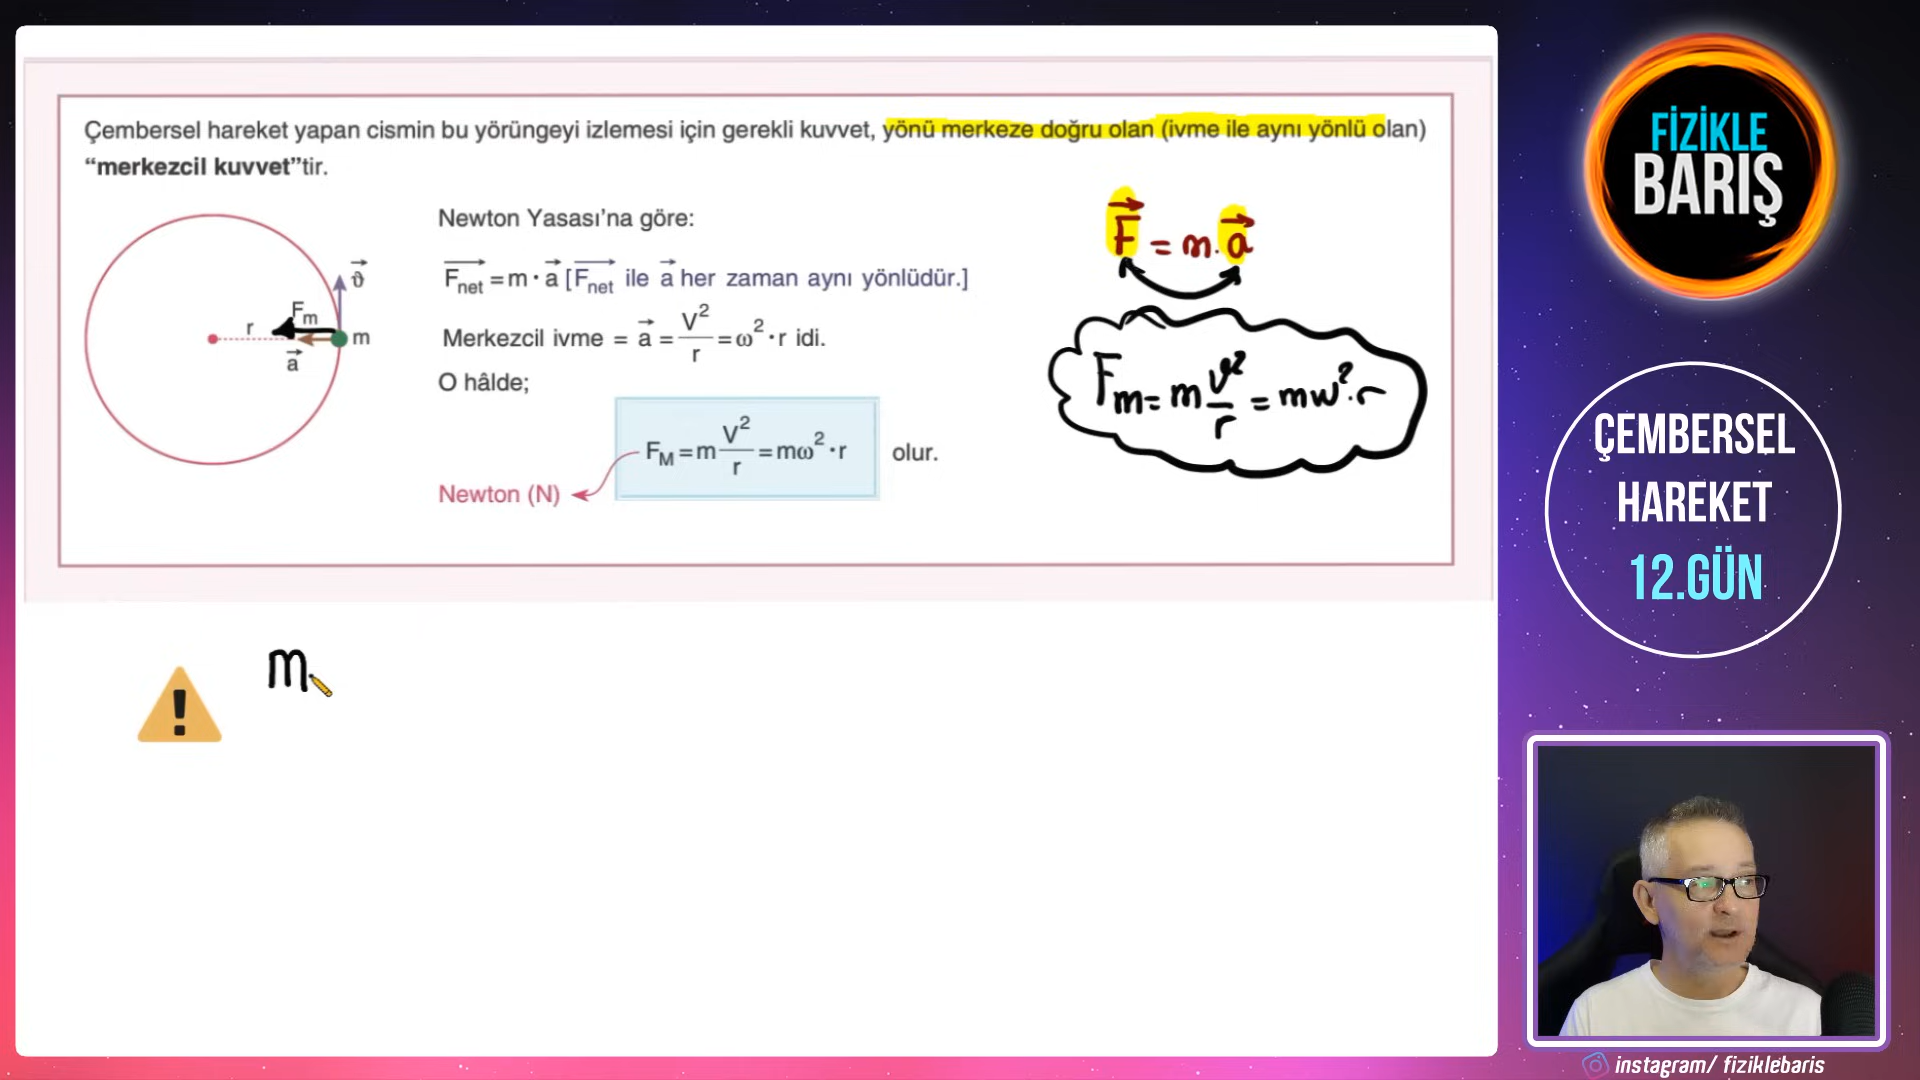 Çembersel hareket yapan cismin bu yörüngeyi izlemesi için gerekli kuvvet, yönü merkeze doğru olan (ivme ile aynı yönlü olan)
“merkezcil kuvvet”tir.
Newton Yasası’na göre:
F⃗net = m · a⃗ [F⃗net ile a⃗ her zaman aynı yönlüdür.]
Merkezcil ivme = a⃗ = V²/r = ω² · r idi.
O hâlde;
FM = m V²/r = mω² · r olur.
Newton (N)
ϑ⃗
Fm
r
m
a⃗
F⃗ = m · a⃗
Fm = m V²/r = mw² · r
m
FİZİKLE
BARIŞ
ÇEMBERSEL
HAREKET
12.GÜN
instagram/ fiziklebaris